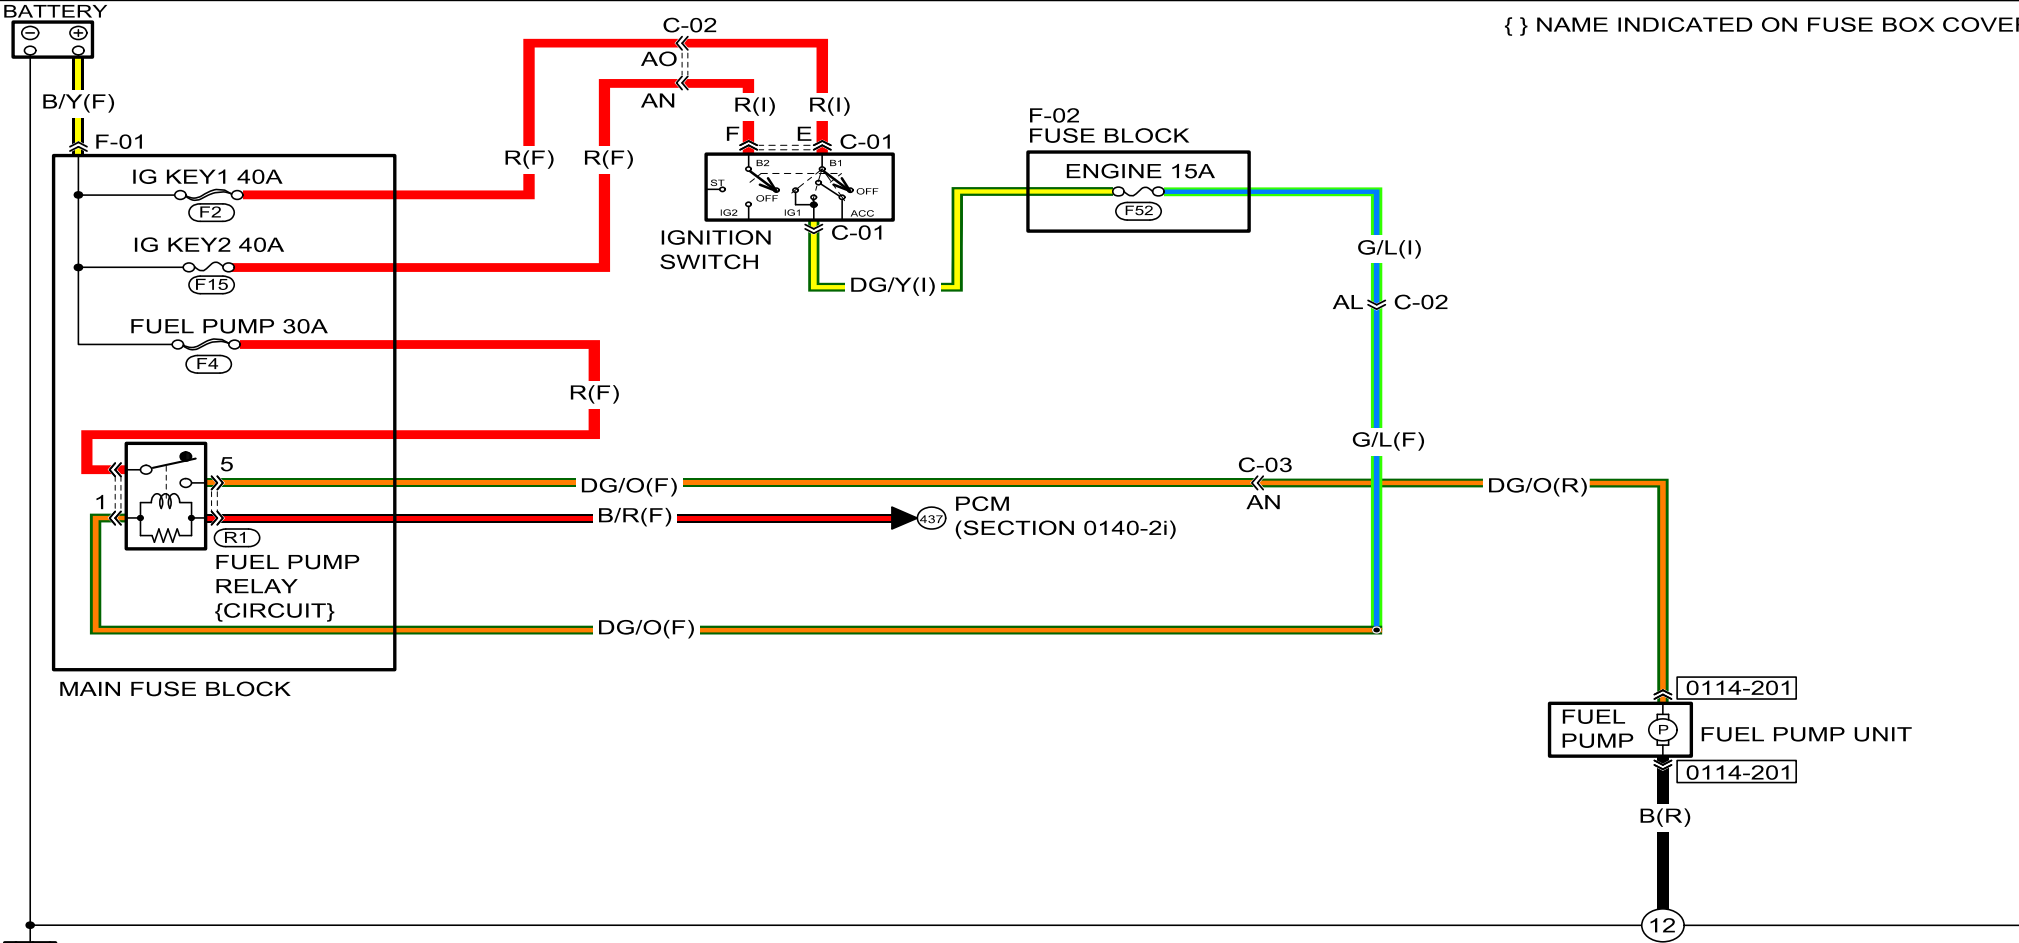 BATTERY
{ } NAME INDICATED ON FUSE BOX COVER
C-02
AO
AN
B/Y(F)
R(I)
R(I)
F-01
F
E
C-01
F-02
FUSE BLOCK
R(F)
R(F)
B2
B1
ST
OFF
OFF
IG2
IG1
ACC
ENGINE 15A
F52
IG KEY1 40A
F2
IGNITION
SWITCH
C-01
IG KEY2 40A
F15
DG/Y(I)
G/L(I)
AL
C-02
FUEL PUMP 30A
F4
R(F)
G/L(F)
5
1
DG/O(F)
C-03
AN
DG/O(R)
B/R(F)
437
PCM
(SECTION 0140-2i)
R1
FUEL PUMP
RELAY
{CIRCUIT}
DG/O(F)
MAIN FUSE BLOCK
0114-201
FUEL
PUMP
P
FUEL PUMP UNIT
0114-201
B(R)
12